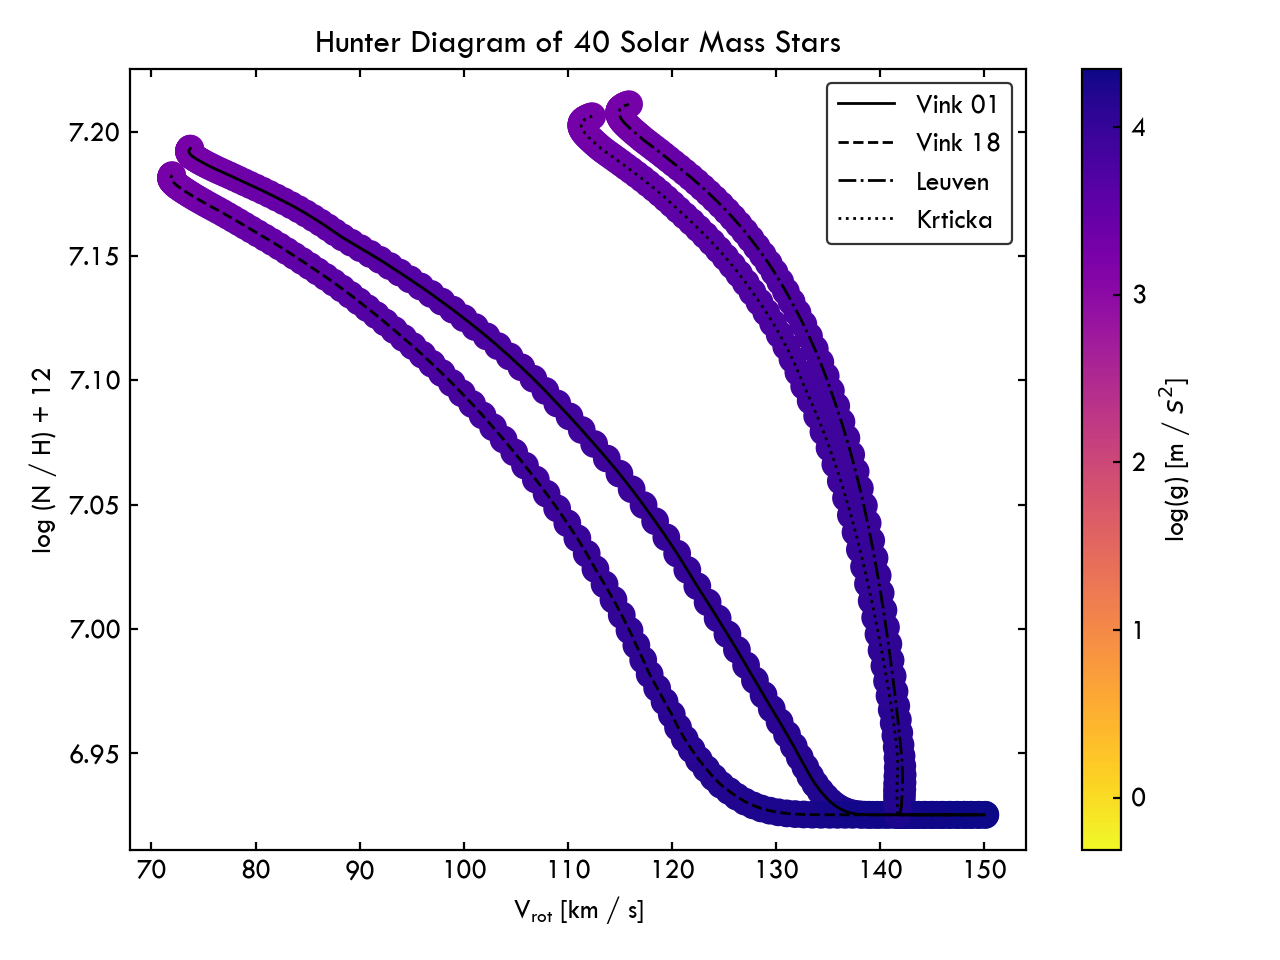 Hunter Diagram of 40 Solar Mass Stars
Vink 01
Vink 18
Leuven
Krticka
7.20
7.15
7.10
7.05
7.00
6.95
log (N / H) + 12
70 80 90 100 110 120 130 140 150
V_rot [km / s]
4
3
2
1
0
log(g) [m / s^2]